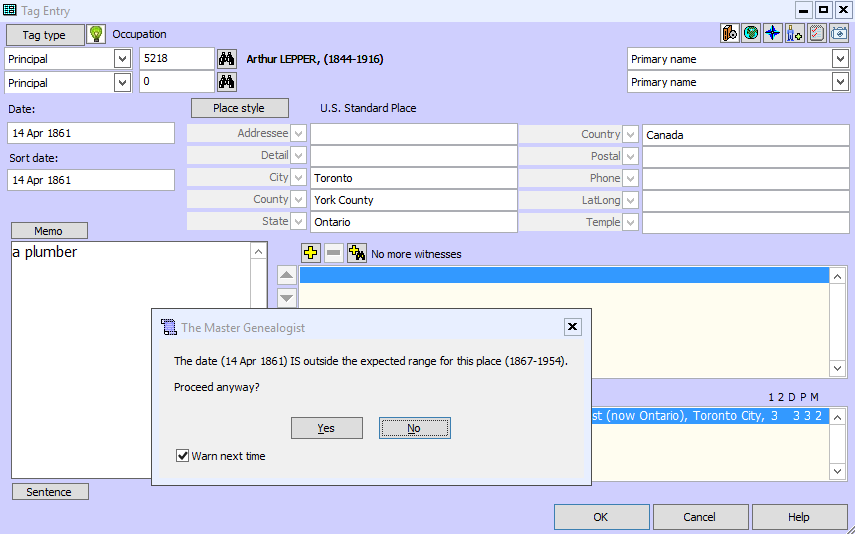 Tag Entry
Tag type Occupation
Principal 5218 Arthur LEPPER, (1844-1916) Primary name
Principal 0 Primary name
Date: Place style U.S. Standard Place
14 Apr 1861 Addressee Country Canada
Detail Postal
Sort date:
14 Apr 1861 City Toronto Phone
County York County LatLong
State Ontario Temple
Memo
a plumber
No more witnesses
The Master Genealogist
The date (14 Apr 1861) IS outside the expected range for this place (1867-1954).
Proceed anyway?
Yes No
Warn next time
1 2 D P M
st (now Ontario), Toronto City, 3 3 3 2
Sentence
OK Cancel Help